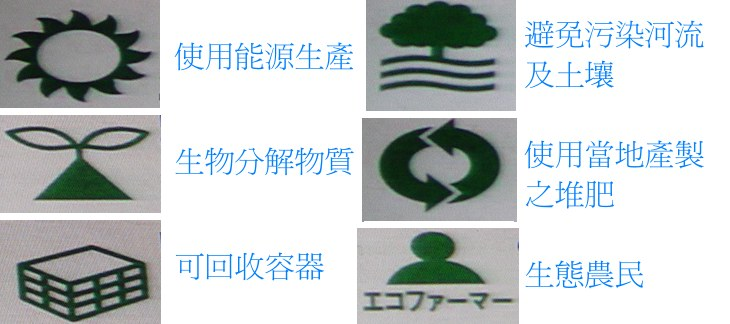 使用能源生產
避免污染河流
及土壤
生物分解物質
使用當地產製
之堆肥
可回收容器
エコファーマー
生態農民